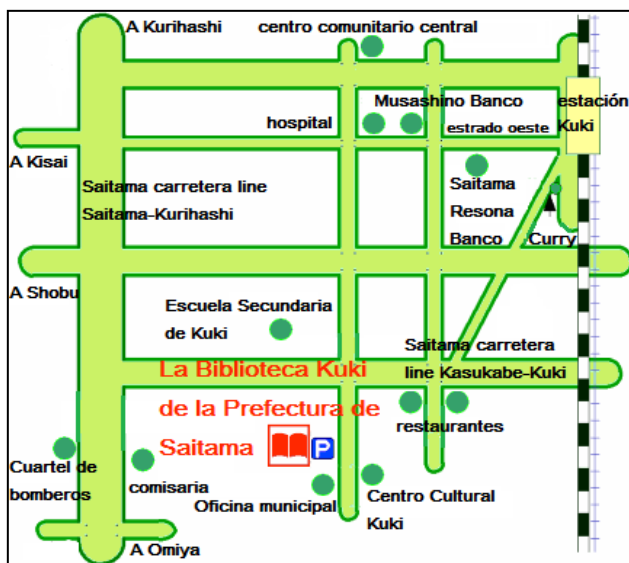 A Kurihashi
centro comunitario central
Musashino Banco
estación
hospital
estrado oeste
Kuki
A Kisai
Saitama carretera line
Saitama-Kurihashi
Saitama
Resona
Banco
Curry
A Shobu
Escuela Secundaria
de Kuki
Saitama carretera
line Kasukabe-Kuki
La Biblioteca Kuki
de la Prefectura de
Saitama
P
restaurantes
Cuartel de
bomberos
comisaria
Oficina municipal
Centro Cultural
Kuki
A Omiya